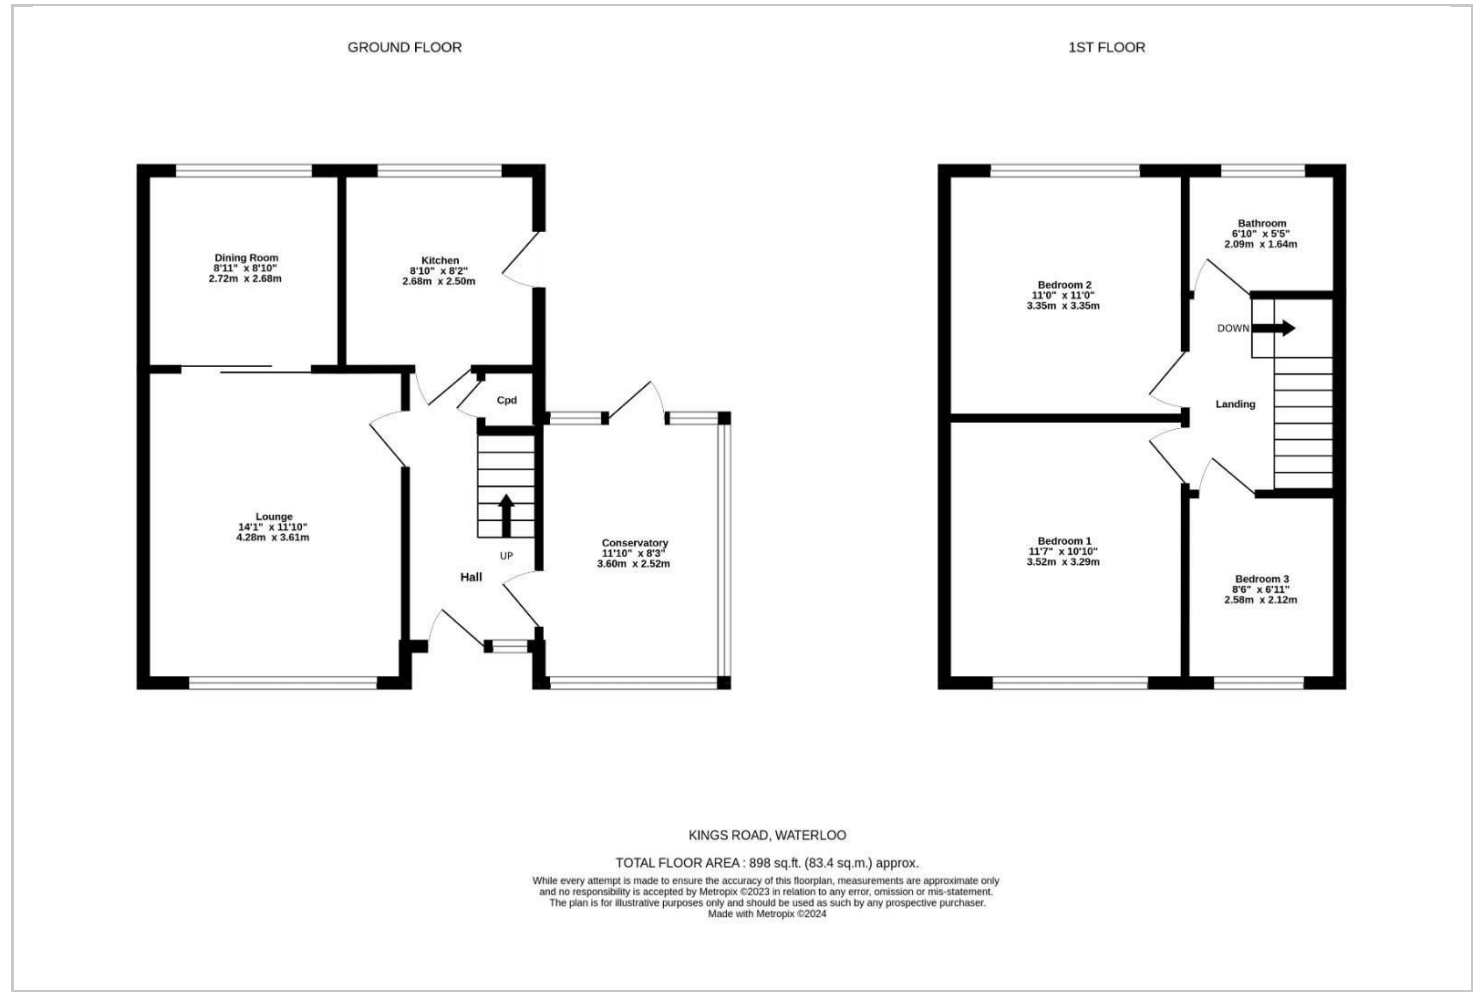 GROUND FLOOR
1ST FLOOR
Dining Room
8'11" x 8'10"
2.72m x 2.68m
Kitchen
8'10" x 8'2"
2.68m x 2.50m
Cpd
Lounge
14'1" x 11'10"
4.28m x 3.61m
UP
Hall
Conservatory
11'10" x 8'3"
3.60m x 2.52m
Bathroom
6'10" x 5'5"
2.09m x 1.64m
Bedroom 2
11'0" x 11'0"
3.35m x 3.35m
DOWN
Landing
Bedroom 1
11'7" x 10'10"
3.52m x 3.29m
Bedroom 3
8'6" x 6'11"
2.58m x 2.12m
KINGS ROAD, WATERLOO
TOTAL FLOOR AREA : 898 sq.ft. (83.4 sq.m.) approx.
While every attempt is made to ensure the accuracy of this floorplan, measurements are approximate only
and no responsibility is accepted by Metropix ©2023 in relation to any error, omission or mis-statement.
The plan is for illustrative purposes only and should be used as such by any prospective purchaser.
Made with Metropix ©2024